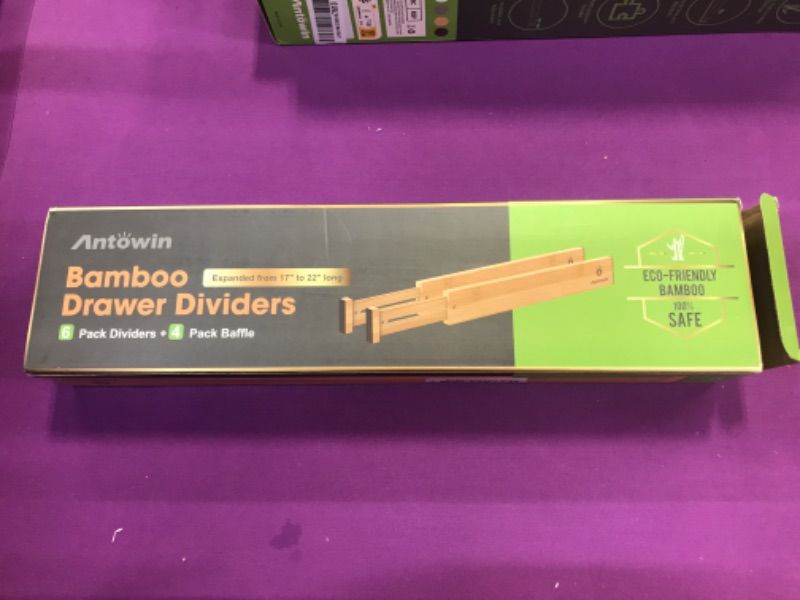 Antowin
Antowin
Bamboo
Expanded from 17" to 22" long
Drawer Dividers
6 Pack Dividers + 4 Pack Baffle
ECO-FRIENDLY
BAMBOO
100%
SAFE